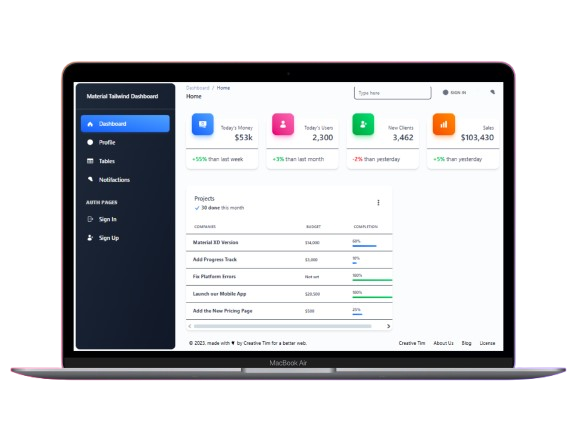 Material Tailwind Dashboard
Dashboard
Profile
Tables
Notifactions
AUTH PAGES
Sign In
Sign Up
Dashboard / Home
Home
Type here
SIGN IN
Today's Money
$53k
+55% than last week
Today's Users
2,300
+3% than last month
New Clients
3,462
-2% than yesterday
Sales
$103,430
+5% than yesterday
Projects
30 done this month
COMPANIES BUDGET COMPLETION
Material XD Version $14,000 60%
Add Progress Track $3,000 10%
Fix Platform Errors Not set 100%
Launch our Mobile App $20,500 100%
Add the New Pricing Page $500 25%
© 2023, made with ♥ by Creative Tim for a better web.
Creative Tim About Us Blog License
MacBook Air